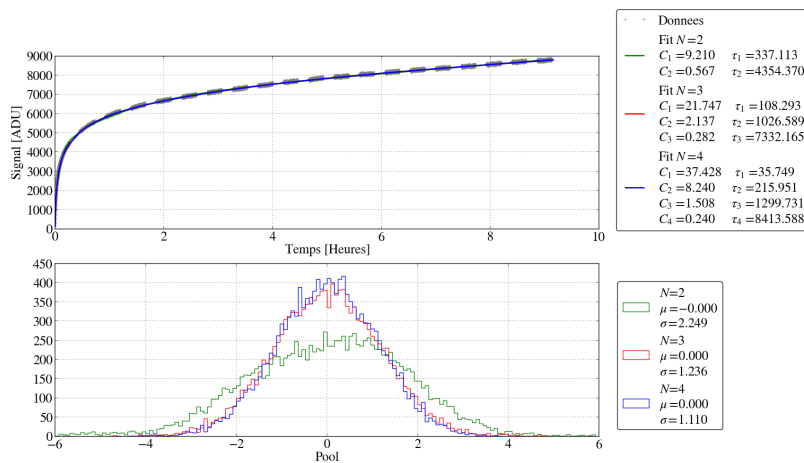 Signal [ADU]
9000
8000
7000
6000
5000
4000
3000
2000
1000
0
0 2 4 6 8 10
Temps [Heures]
Donnees
Fit N=2
C₁=9.210 τ₁=337.113
C₂=0.567 τ₂=4354.370
Fit N=3
C₁=21.747 τ₁=108.293
C₂=2.137 τ₂=1026.589
C₃=0.282 τ₃=7332.165
Fit N=4
C₁=37.428 τ₁=35.749
C₂=8.240 τ₂=215.951
C₃=1.508 τ₃=1299.731
C₄=0.240 τ₄=8413.588
450
400
350
300
250
200
150
100
50
0
−6 −4 −2 0 2 4 6
Pool
N=2
μ=−0.000
σ=2.249
N=3
μ=0.000
σ=1.236
N=4
μ=0.000
σ=1.110